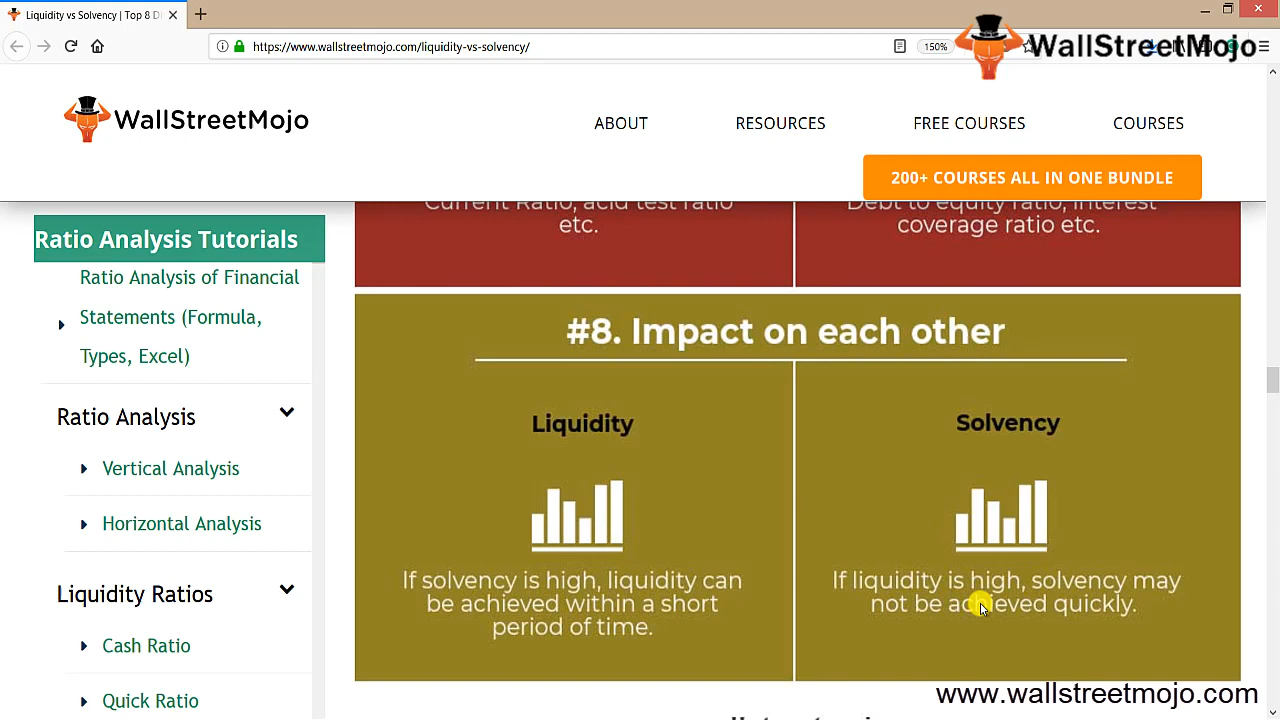 Liquidity vs Solvency | Top 8 D
https://www.wallstreetmojo.com/liquidity-vs-solvency/
150%
WallStreetMojo
WallStreetMojo
ABOUT
RESOURCES
FREE COURSES
COURSES
200+ COURSES ALL IN ONE BUNDLE
Ratio Analysis Tutorials
Ratio Analysis of Financial
Statements (Formula,
Types, Excel)
Ratio Analysis
Vertical Analysis
Horizontal Analysis
Liquidity Ratios
Cash Ratio
Quick Ratio
Current Ratio, acid test ratio
etc.
Debt to equity ratio, interest
coverage ratio etc.
#8. Impact on each other
Liquidity
If solvency is high, liquidity can
be achieved within a short
period of time.
Solvency
If liquidity is high, solvency may
not be achieved quickly.
www.wallstreetmojo.com